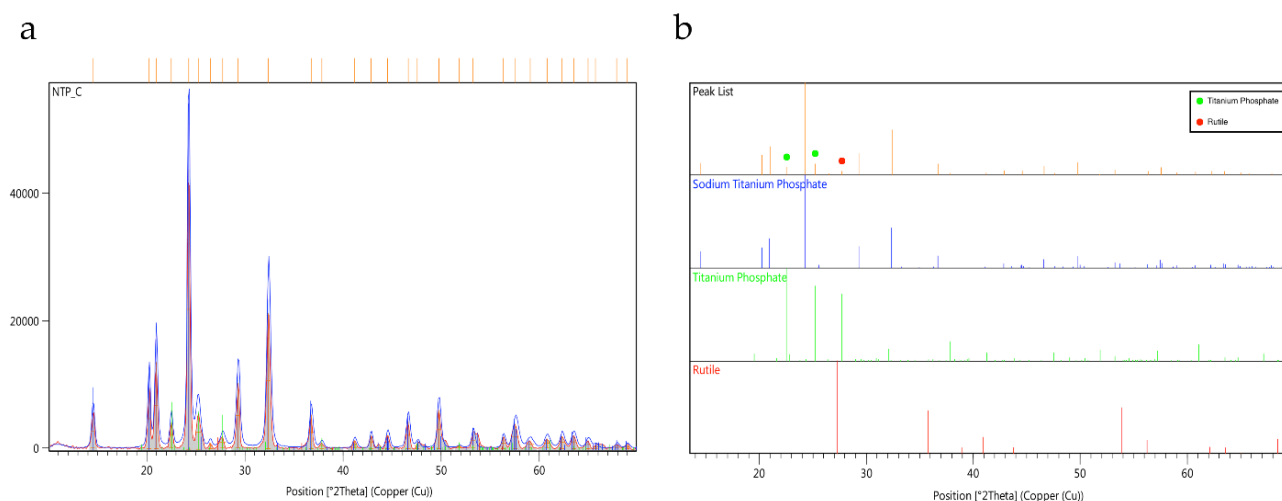 a
NTP_C
40000
20000
0
20
30
40
50
60
Position [°2Theta] (Copper (Cu))
b
Peak List
Titanium Phosphate
Rutile
Sodium Titanium Phosphate
Titanium Phosphate
Rutile
20
30
40
50
60
Position [°2Theta] (Copper (Cu))